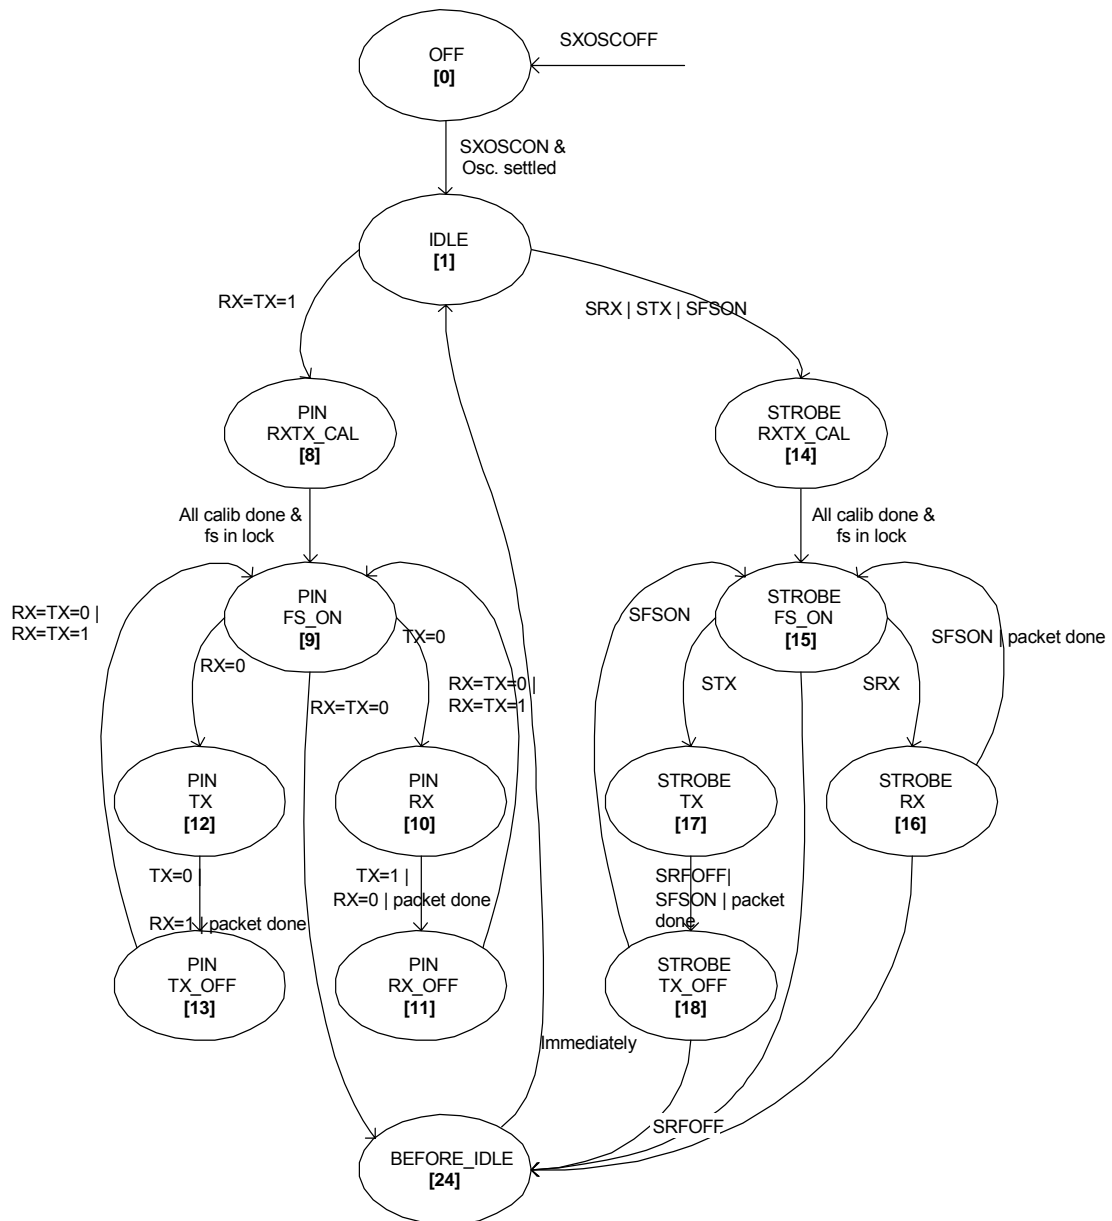 SXOSCOFF
OFF
[0]
SXOSCON &
Osc. settled
IDLE
[1]
RX=TX=1
SRX | STX | SFSON
PIN
RXTX_CAL
[8]
STROBE
RXTX_CAL
[14]
All calib done &
fs in lock
All calib done &
fs in lock
RX=TX=0 |
RX=TX=1
PIN
FS_ON
[9]
TX=0
RX=0
RX=TX=0 |
RX=TX=1
RX=TX=0
SFSON
STROBE
FS_ON
[15]
SFSON | packet done
STX
SRX
PIN
TX
[12]
PIN
RX
[10]
STROBE
TX
[17]
STROBE
RX
[16]
TX=0 |
RX=1 | packet done
TX=1 |
RX=0 | packet done
SRFOFF|
SFSON | packet
done
PIN
TX_OFF
[13]
PIN
RX_OFF
[11]
STROBE
TX_OFF
[18]
Immediately
SRFOFF
BEFORE_IDLE
[24]